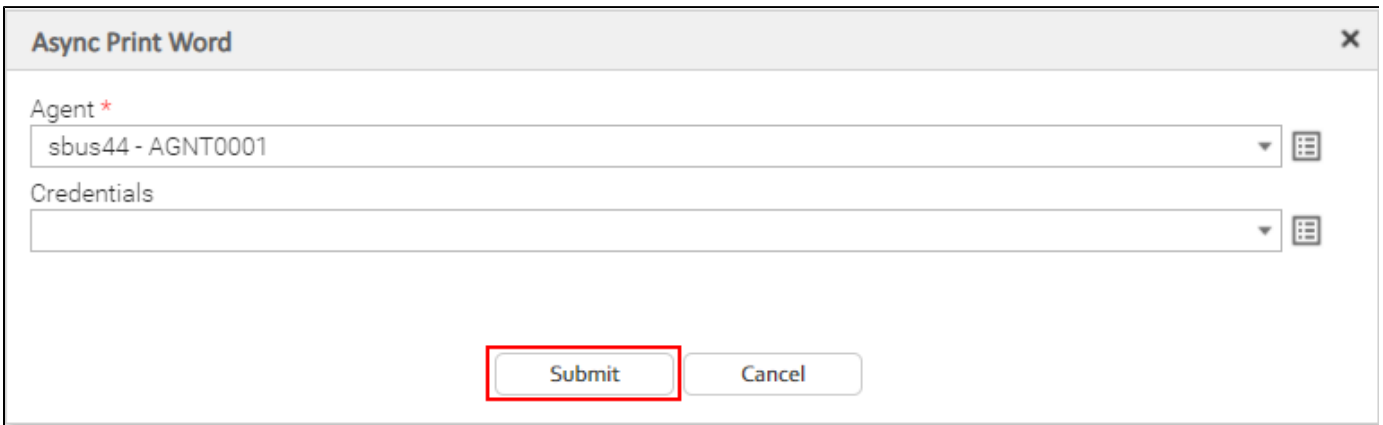 Async Print Word
Agent *
sbus44 - AGNT0001
Credentials
Submit Cancel